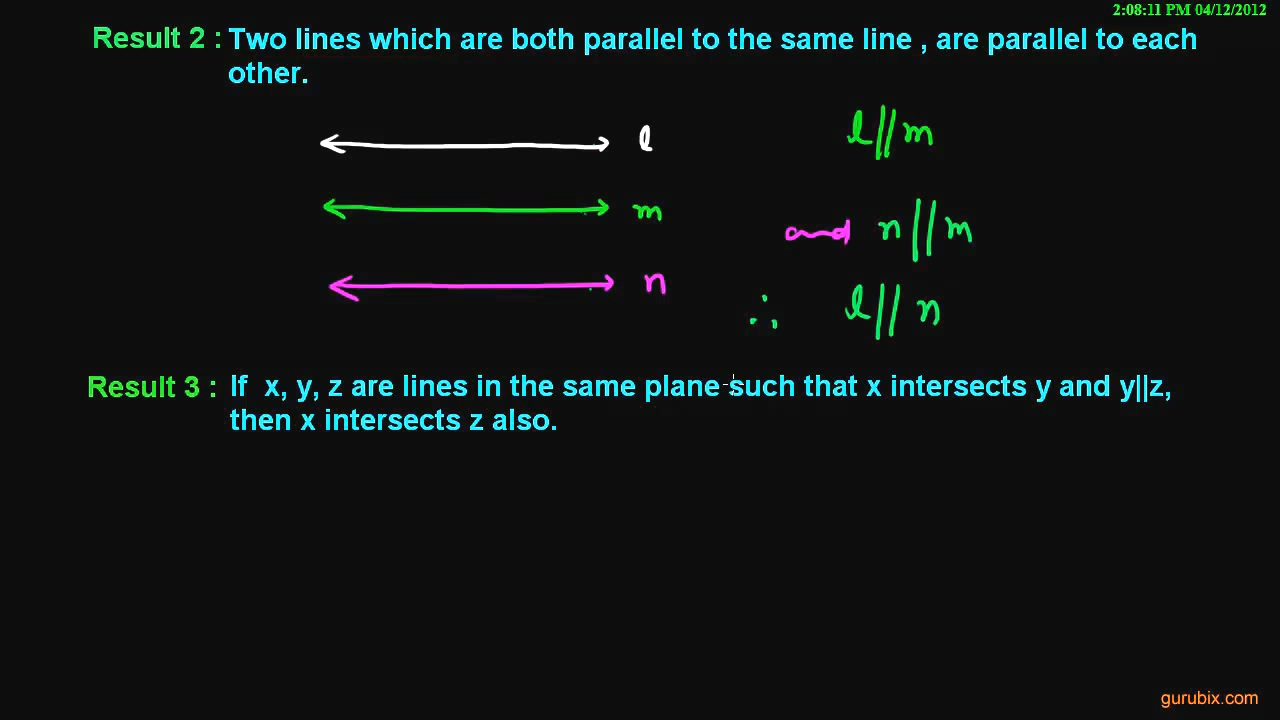 2:08:11 PM 04/12/2012
Result 2 : Two lines which are both parallel to the same line , are parallel to each
other.
l l||m
m
and n||m
n
∴ l||n
Result 3 : If x, y, z are lines in the same plane such that x intersects y and y||z,
then x intersects z also.
gurubix.com